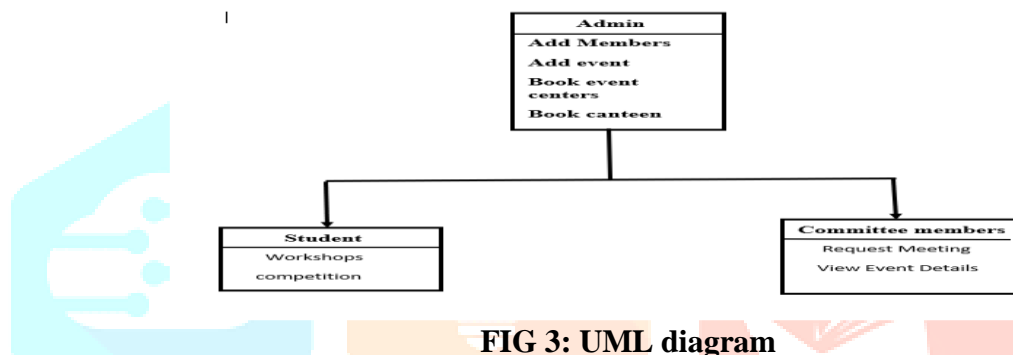 Admin
Add Members
Add event
Book event
centers
Book canteen
Student
Workshops
competition
Committee members
Request Meeting
View Event Details
FIG 3: UML diagram